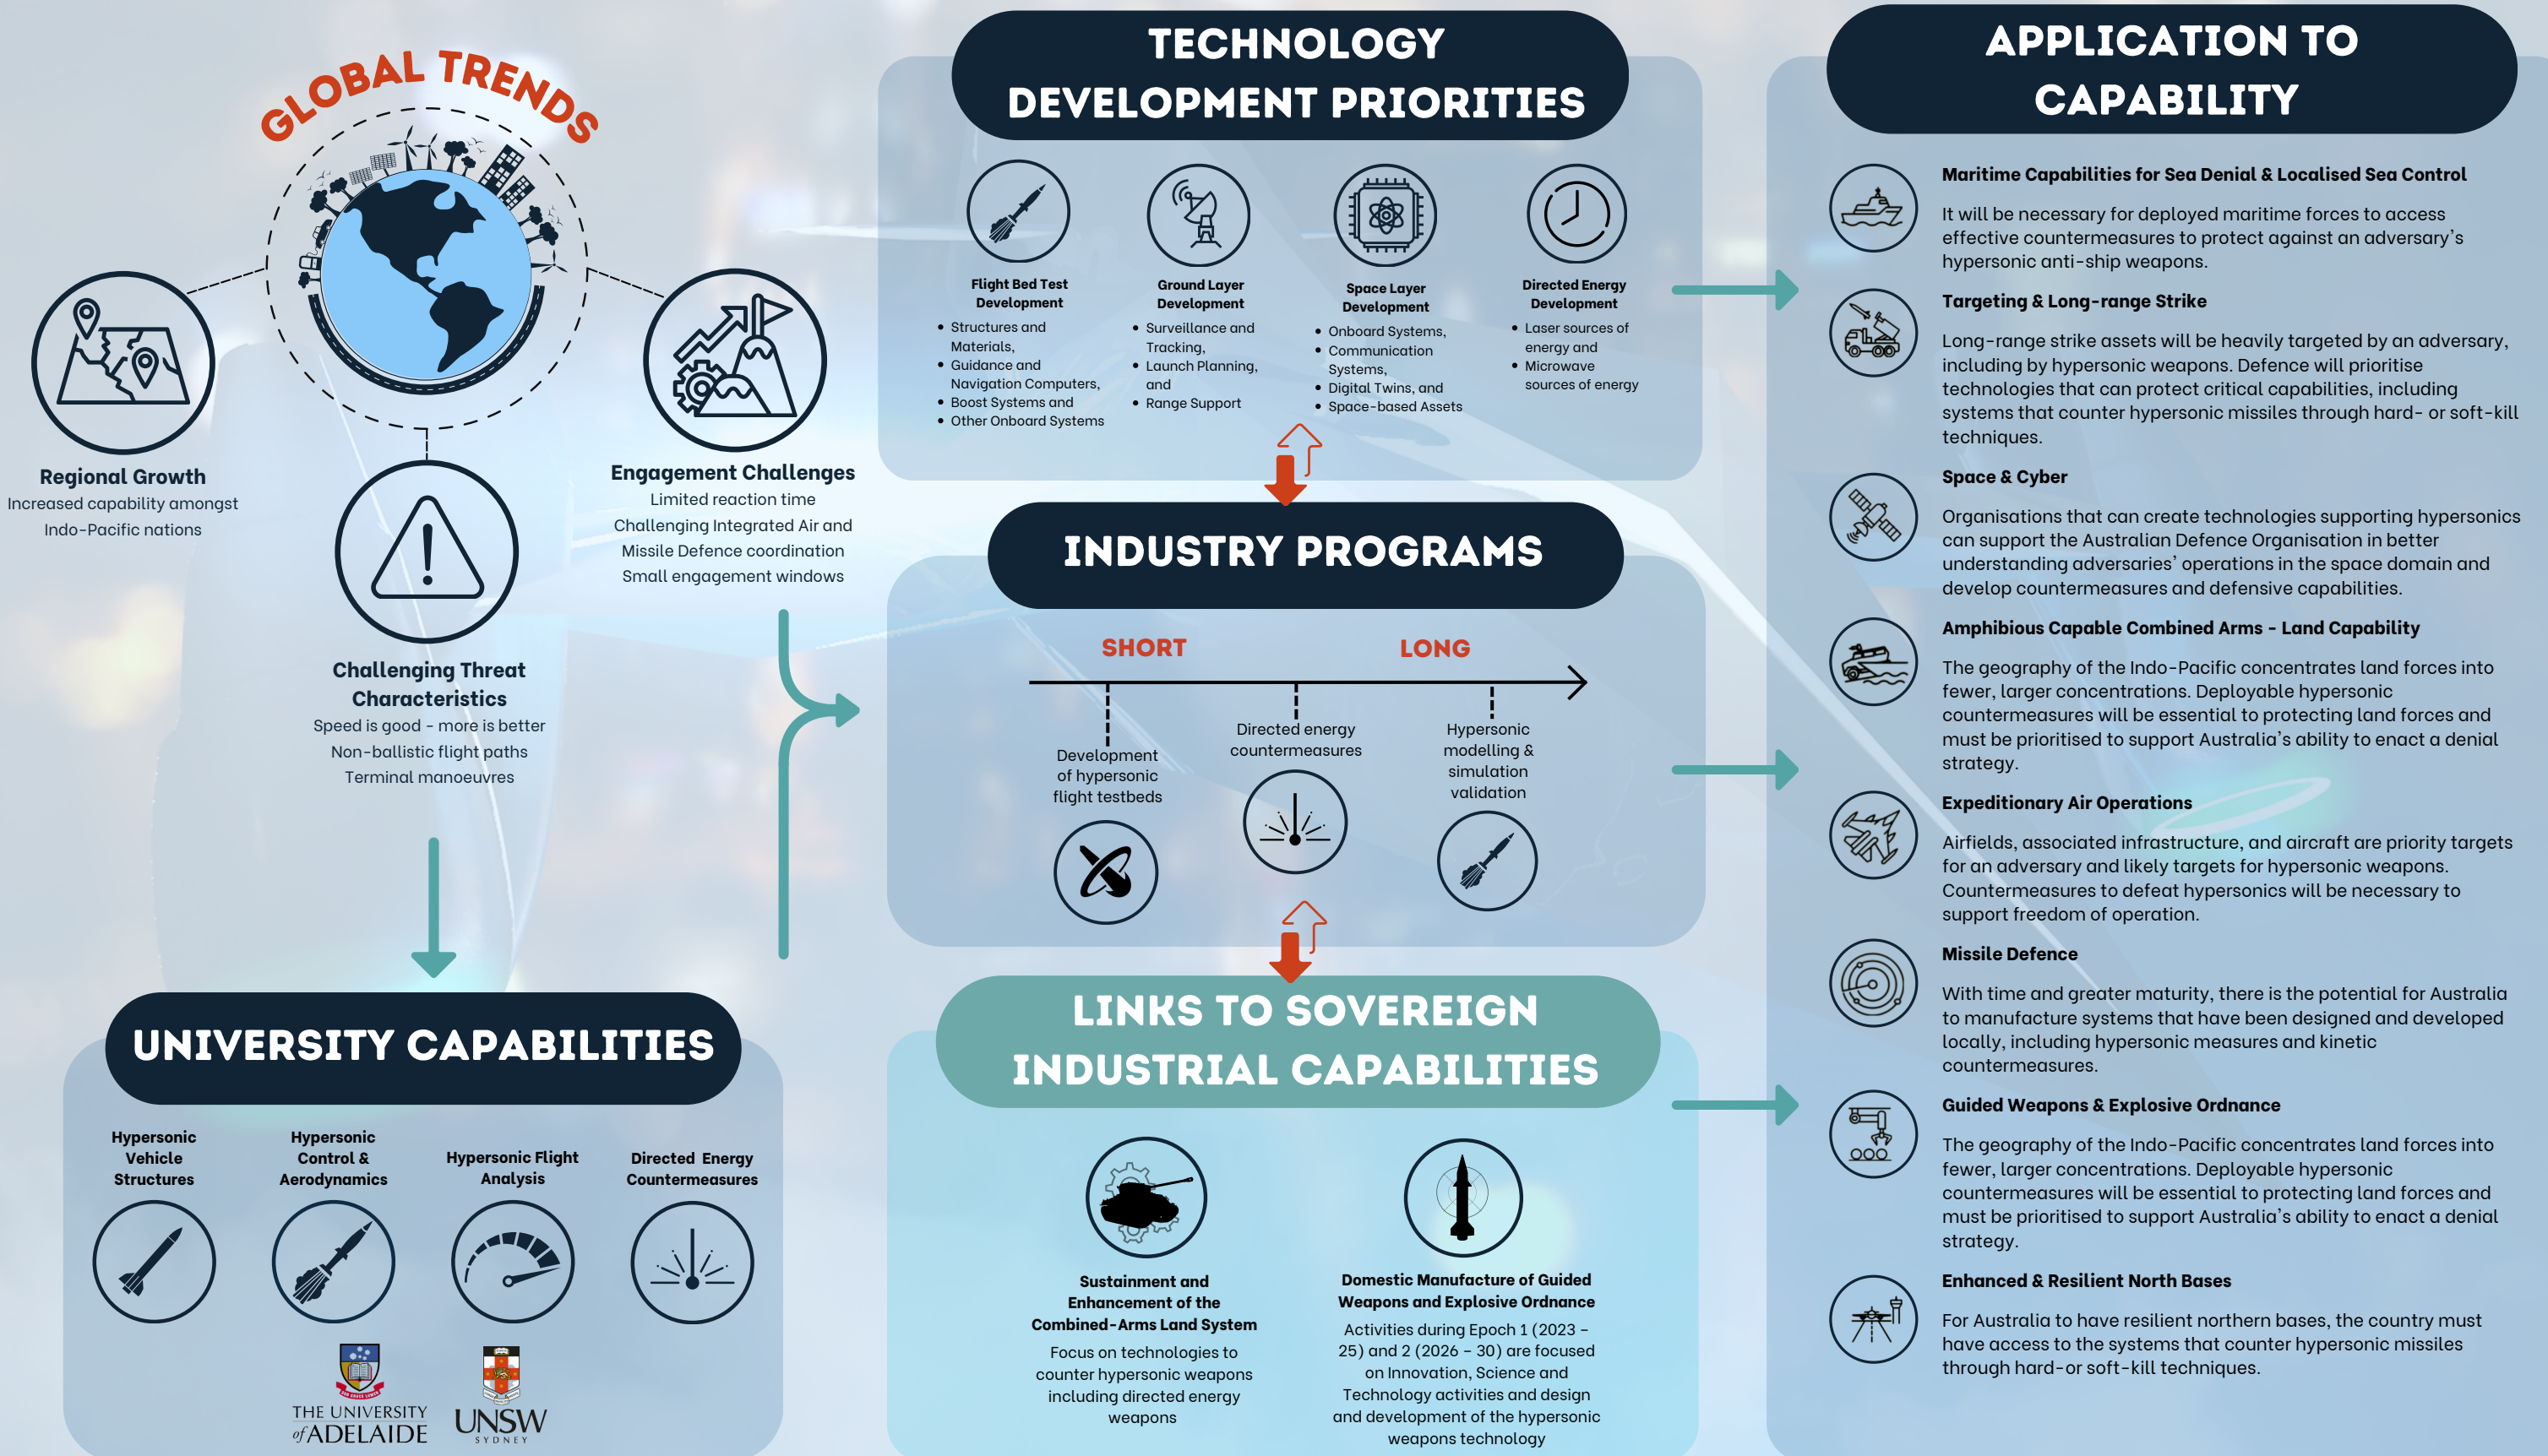 GLOBAL TRENDS
Regional Growth
Increased capability amongst
Indo-Pacific nations
Challenging Threat
Characteristics
Speed is good - more is better
Non-ballistic flight paths
Terminal manoeuvres
Engagement Challenges
Limited reaction time
Challenging Integrated Air and
Missile Defence coordination
Small engagement windows
UNIVERSITY CAPABILITIES
Hypersonic
Vehicle
Structures
Hypersonic
Control &
Aerodynamics
Hypersonic Flight
Analysis
Directed Energy
Countermeasures
THE UNIVERSITY
of ADELAIDE
UNSW
SYDNEY
TECHNOLOGY
DEVELOPMENT PRIORITIES
Flight Bed Test
Development
• Structures and
Materials,
• Guidance and
Navigation Computers,
• Boost Systems and
• Other Onboard Systems
Ground Layer
Development
• Surveillance and
Tracking,
• Launch Planning,
and
• Range Support
Space Layer
Development
• Onboard Systems,
• Communication
Systems,
• Digital Twins, and
• Space-based Assets
Directed Energy
Development
• Laser sources of
energy and
• Microwave
sources of energy
INDUSTRY PROGRAMS
SHORT
LONG
Development
of hypersonic
flight testbeds
Directed energy
countermeasures
Hypersonic
modelling &
simulation
validation
LINKS TO SOVEREIGN
INDUSTRIAL CAPABILITIES
Sustainment and
Enhancement of the
Combined-Arms Land System
Focus on technologies to
counter hypersonic weapons
including directed energy
weapons
Domestic Manufacture of Guided
Weapons and Explosive Ordnance
Activities during Epoch 1 (2023 –
25) and 2 (2026 – 30) are focused
on Innovation, Science and
Technology activities and design
and development of the hypersonic
weapons technology
APPLICATION TO
CAPABILITY
Maritime Capabilities for Sea Denial & Localised Sea Control
It will be necessary for deployed maritime forces to access
effective countermeasures to protect against an adversary's
hypersonic anti-ship weapons.
Targeting & Long-range Strike
Long-range strike assets will be heavily targeted by an adversary,
including by hypersonic weapons. Defence will prioritise
technologies that can protect critical capabilities, including
systems that counter hypersonic missiles through hard- or soft-kill
techniques.
Space & Cyber
Organisations that can create technologies supporting hypersonics
can support the Australian Defence Organisation in better
understanding adversaries' operations in the space domain and
develop countermeasures and defensive capabilities.
Amphibious Capable Combined Arms - Land Capability
The geography of the Indo-Pacific concentrates land forces into
fewer, larger concentrations. Deployable hypersonic
countermeasures will be essential to protecting land forces and
must be prioritised to support Australia's ability to enact a denial
strategy.
Expeditionary Air Operations
Airfields, associated infrastructure, and aircraft are priority targets
for an adversary and likely targets for hypersonic weapons.
Countermeasures to defeat hypersonics will be necessary to
support freedom of operation.
Missile Defence
With time and greater maturity, there is the potential for Australia
to manufacture systems that have been designed and developed
locally, including hypersonic measures and kinetic
countermeasures.
Guided Weapons & Explosive Ordnance
The geography of the Indo-Pacific concentrates land forces into
fewer, larger concentrations. Deployable hypersonic
countermeasures will be essential to protecting land forces and
must be prioritised to support Australia's ability to enact a denial
strategy.
Enhanced & Resilient North Bases
For Australia to have resilient northern bases, the country must
have access to the systems that counter hypersonic missiles
through hard-or soft-kill techniques.